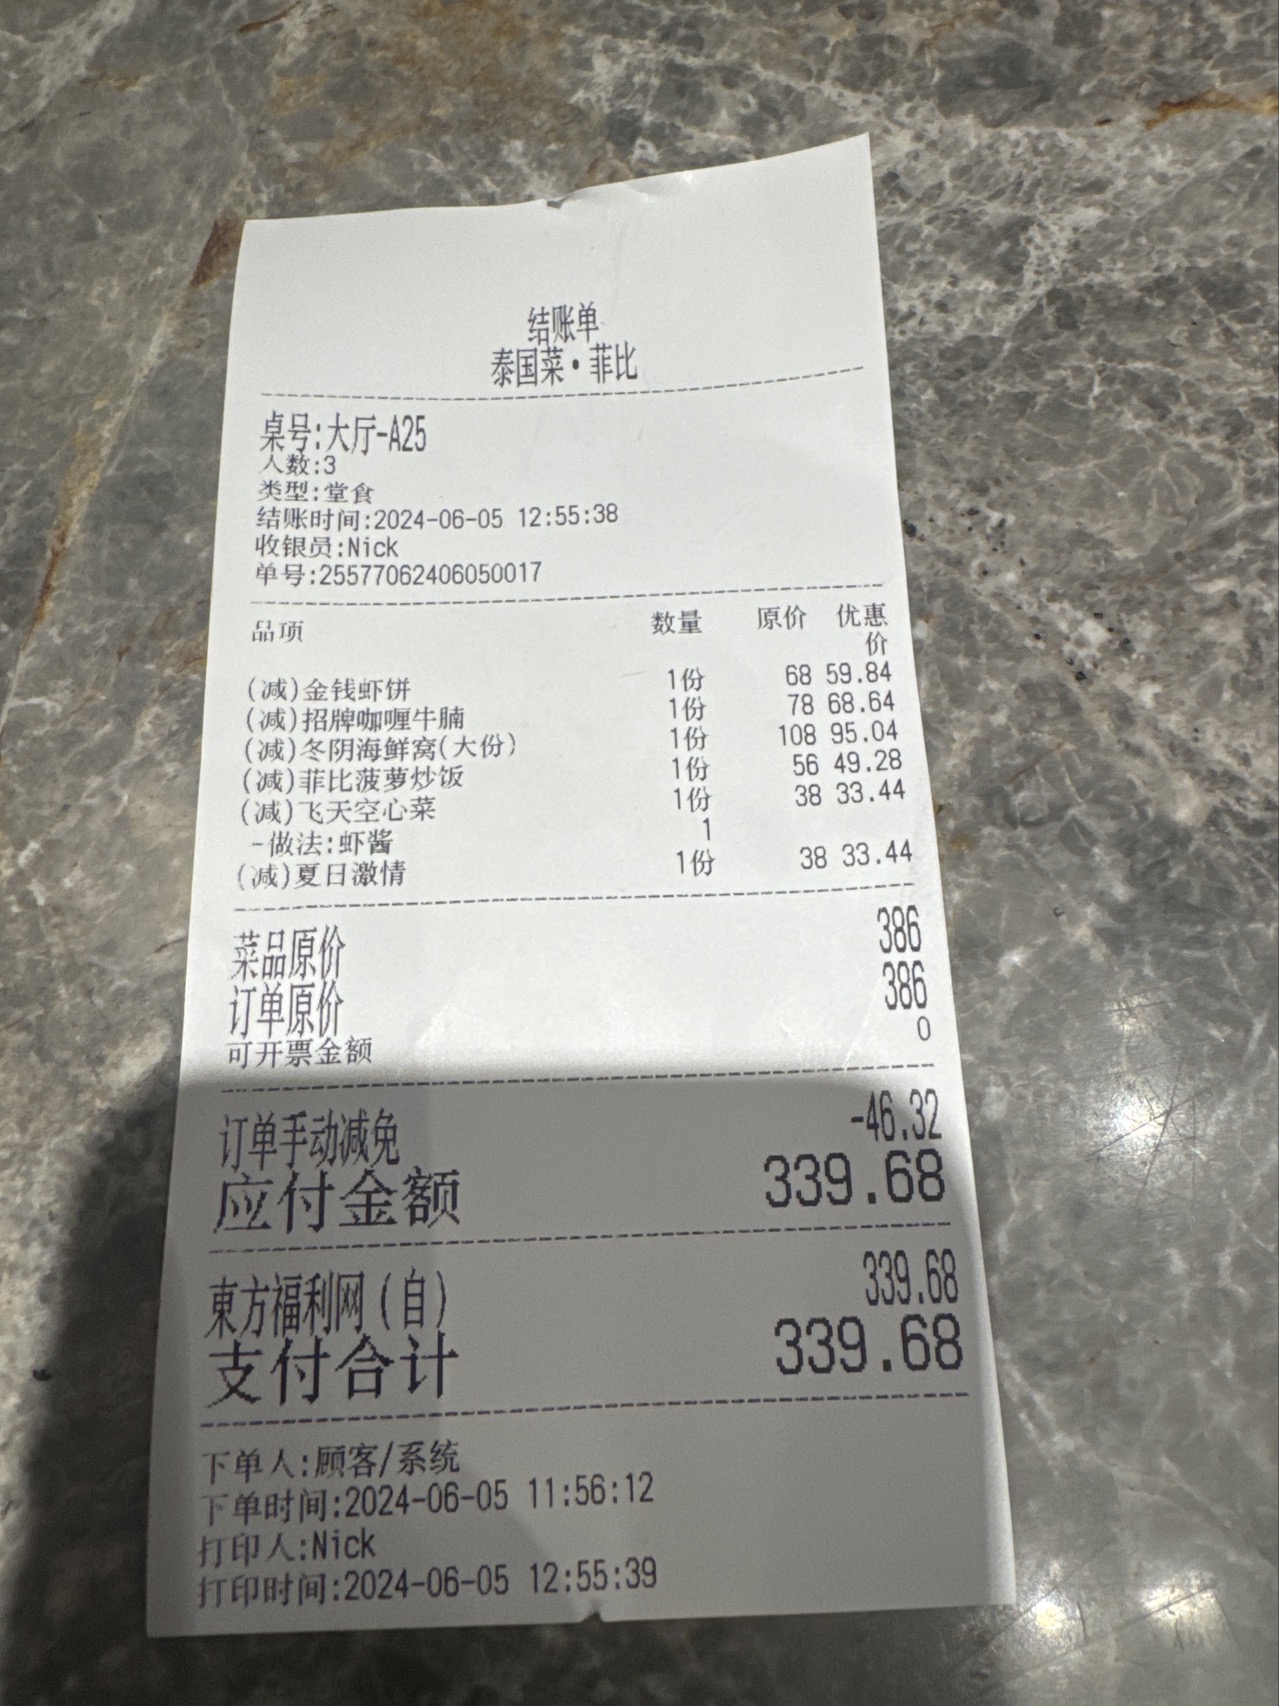 结账单
泰国菜•菲比
桌号:大厅-A25
人数:3
类型:堂食
结账时间:2024-06-05 12:55:38
收银员:Nick
单号:25577062406050017
品项 数量 原价 优惠价
(减)金钱虾饼 1份 68 59.84
(减)招牌咖喱牛腩 1份 78 68.64
(减)冬阴海鲜窝(大份) 1份 108 95.04
(减)菲比菠萝炒饭 1份 56 49.28
(减)飞天空心菜 1份 38 33.44
-做法:虾酱 1
(减)夏日激情 1份 38 33.44
菜品原价 386
订单原价 386
可开票金额 0
订单手动减免 -46.32
应付金额 339.68
東方福利网(自) 339.68
支付合计 339.68
下单人:顾客/系统
下单时间:2024-06-05 11:56:12
打印人:Nick
打印时间:2024-06-05 12:55:39